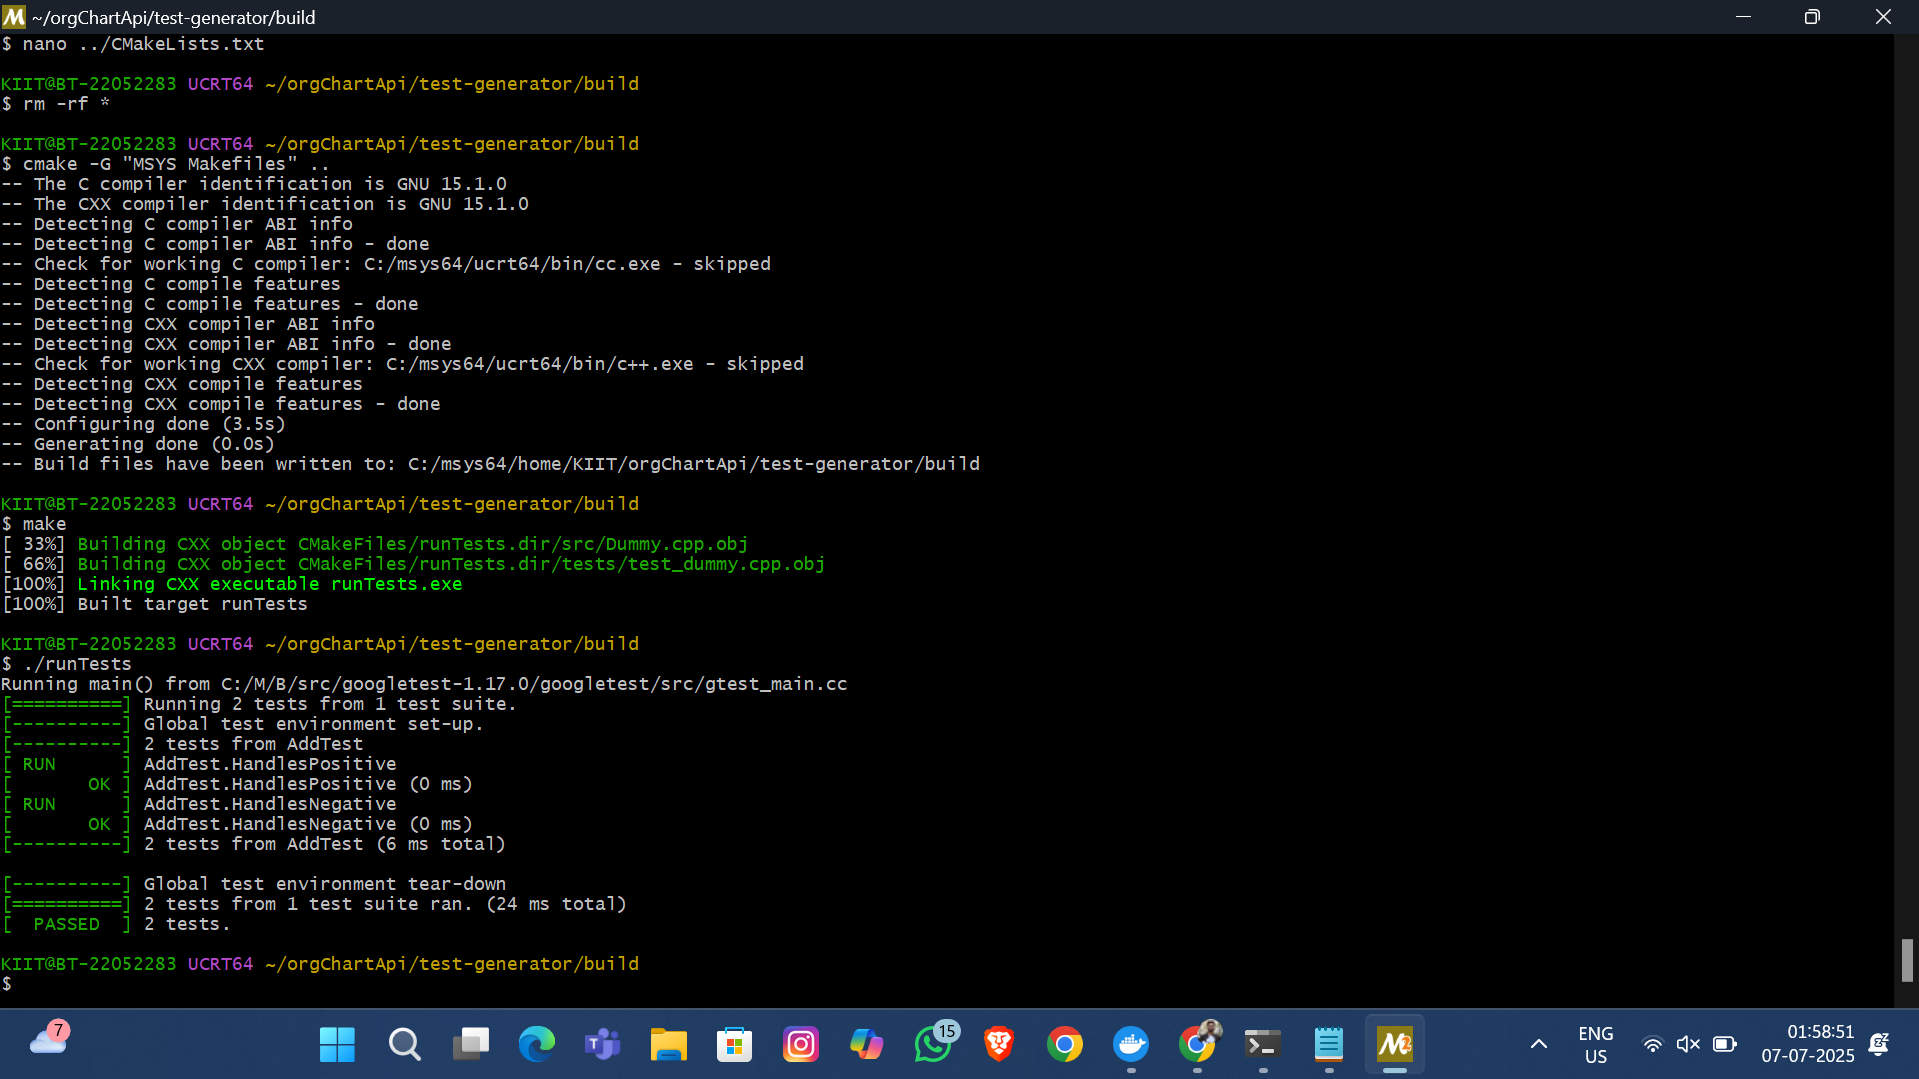 ~/orgChartApi/test-generator/build
$ nano ../CMakeLists.txt
KIIT@BT-22052283 UCRT64 ~/orgChartApi/test-generator/build
$ rm -rf *
KIIT@BT-22052283 UCRT64 ~/orgChartApi/test-generator/build
$ cmake -G "MSYS Makefiles" ..
-- The C compiler identification is GNU 15.1.0
-- The CXX compiler identification is GNU 15.1.0
-- Detecting C compiler ABI info
-- Detecting C compiler ABI info - done
-- Check for working C compiler: C:/msys64/ucrt64/bin/cc.exe - skipped
-- Detecting C compile features
-- Detecting C compile features - done
-- Detecting CXX compiler ABI info
-- Detecting CXX compiler ABI info - done
-- Check for working CXX compiler: C:/msys64/ucrt64/bin/c++.exe - skipped
-- Detecting CXX compile features
-- Detecting CXX compile features - done
-- Configuring done (3.5s)
-- Generating done (0.0s)
-- Build files have been written to: C:/msys64/home/KIIT/orgChartApi/test-generator/build
KIIT@BT-22052283 UCRT64 ~/orgChartApi/test-generator/build
$ make
[ 33%] Building CXX object CMakeFiles/runTests.dir/src/Dummy.cpp.obj
[ 66%] Building CXX object CMakeFiles/runTests.dir/tests/test_dummy.cpp.obj
[100%] Linking CXX executable runTests.exe
[100%] Built target runTests
KIIT@BT-22052283 UCRT64 ~/orgChartApi/test-generator/build
$ ./runTests
Running main() from C:/M/B/src/googletest-1.17.0/googletest/src/gtest_main.cc
[==========] Running 2 tests from 1 test suite.
[----------] Global test environment set-up.
[----------] 2 tests from AddTest
[ RUN      ] AddTest.HandlesPositive
[       OK ] AddTest.HandlesPositive (0 ms)
[ RUN      ] AddTest.HandlesNegative
[       OK ] AddTest.HandlesNegative (0 ms)
[----------] 2 tests from AddTest (6 ms total)
[----------] Global test environment tear-down
[==========] 2 tests from 1 test suite ran. (24 ms total)
[  PASSED  ] 2 tests.
KIIT@BT-22052283 UCRT64 ~/orgChartApi/test-generator/build
$
7
15
ENG
US
01:58:51
07-07-2025